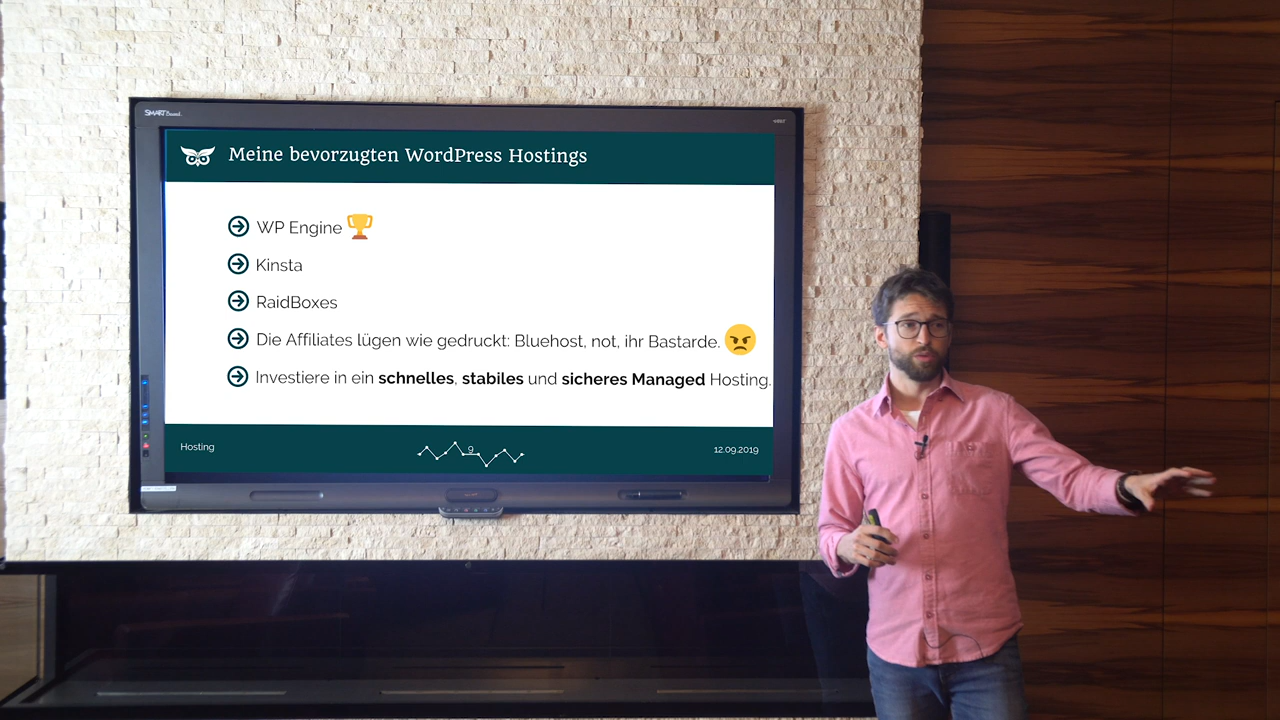 SMART Board
Meine bevorzugten WordPress Hostings
WP Engine
Kinsta
RaidBoxes
Die Affiliates lügen wie gedruckt: Bluehost, not, ihr Bastarde.
Investiere in ein schnelles, stabiles und sicheres Managed Hosting.
Hosting
9
12.09.2019